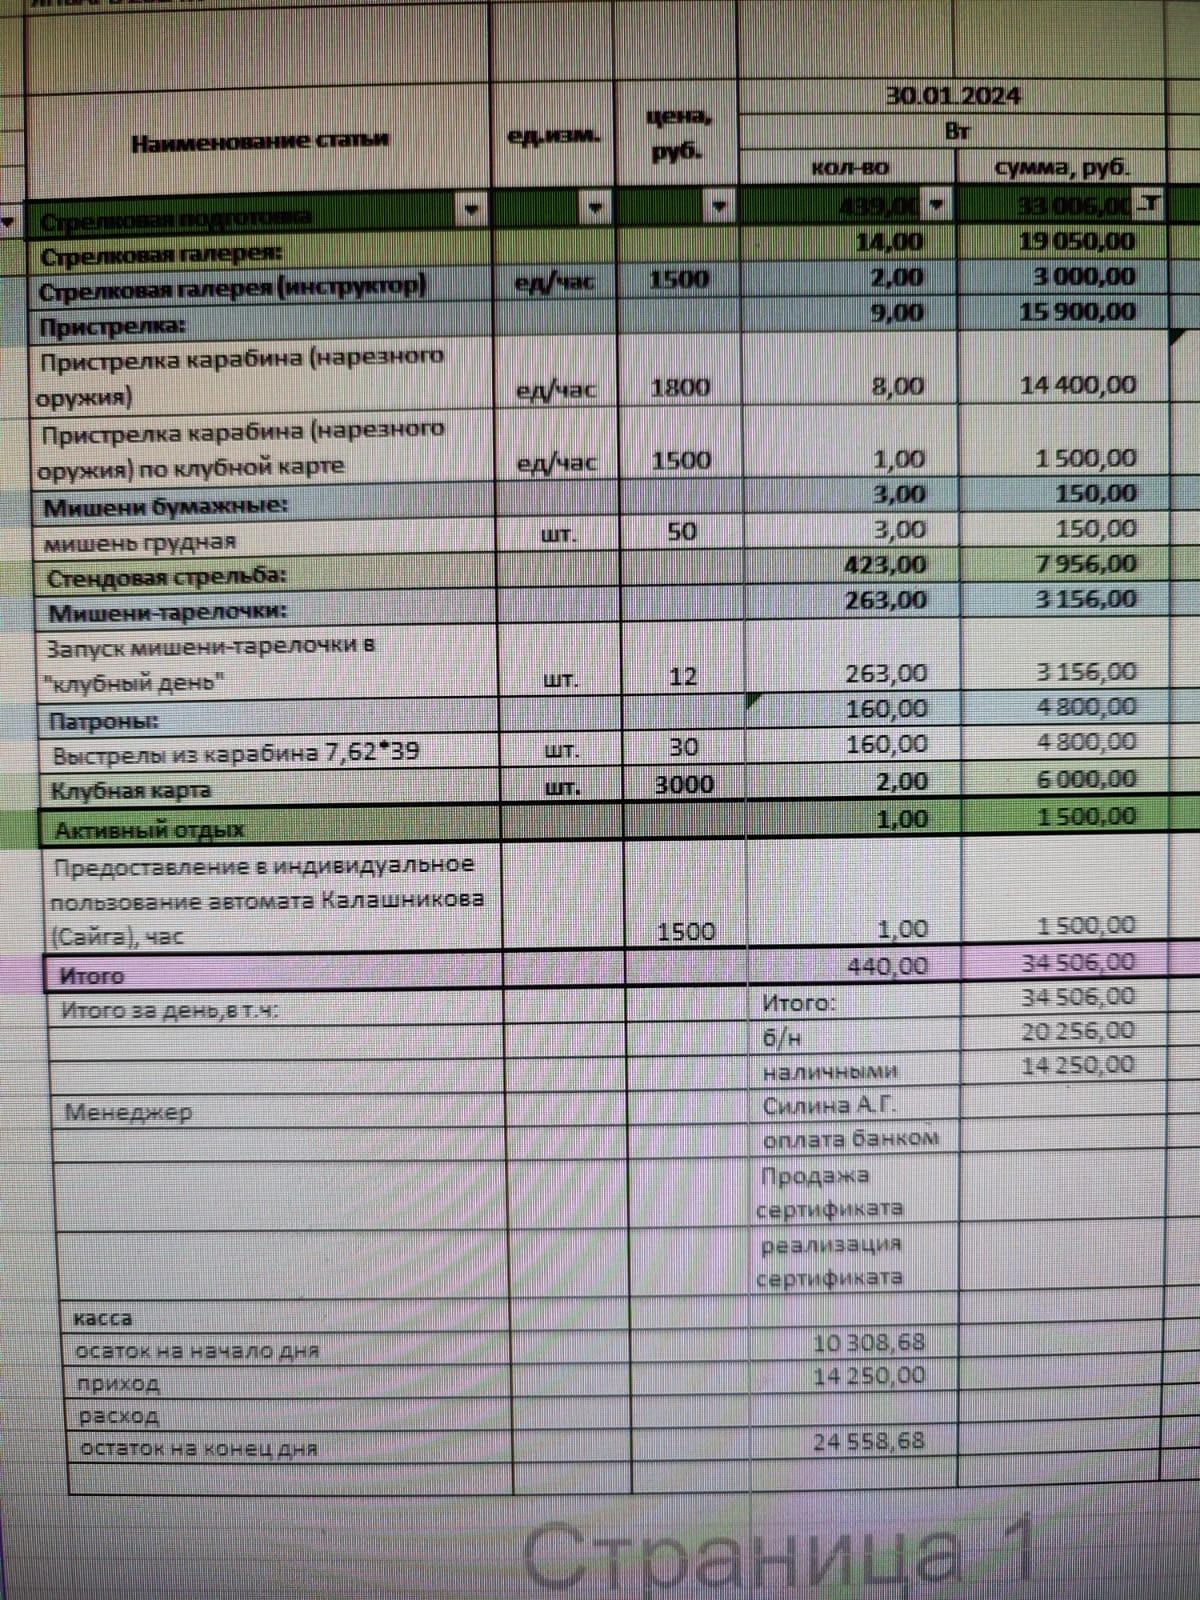 30.01.2024
Наименование статьи ед.изм. цена, руб. Вт
кол-во сумма, руб.
Стрелковая подготовка 439,00 33 006,00
Стрелковая галерея: 14,00 19 050,00
Стрелковая галерея (инструктор) ед/час 1500 2,00 3 000,00
Пристрелка: 9,00 15 900,00
Пристрелка карабина (нарезного
оружия) ед/час 1800 8,00 14 400,00
Пристрелка карабина (нарезного
оружия) по клубной карте ед/час 1500 1,00 1 500,00
Мишени бумажные: 3,00 150,00
мишень грудная шт. 50 3,00 150,00
Стендовая стрельба: 423,00 7 956,00
Мишени-тарелочки: 263,00 3 156,00
Запуск мишени-тарелочки в
"клубный день" шт. 12 263,00 3 156,00
Патроны: 160,00 4 800,00
Выстрелы из карабина 7,62*39 шт. 30 160,00 4 800,00
Клубная карта шт. 3000 2,00 6 000,00
Активный отдых 1,00 1 500,00
Предоставление в индивидуальное
пользование автомата Калашникова
(Сайга), час 1500 1,00 1 500,00
Итого 440,00 34 506,00
Итого за день,в т.ч: Итого: 34 506,00
б/н 20 256,00
наличными 14 250,00
Менеджер Силина А.Г.
оплата банком
Продажа
сертификата
реализация
сертификата
касса
осаток на начало дня 10 308,68
приход 14 250,00
расход
остаток на конец дня 24 558,68
Страница 1